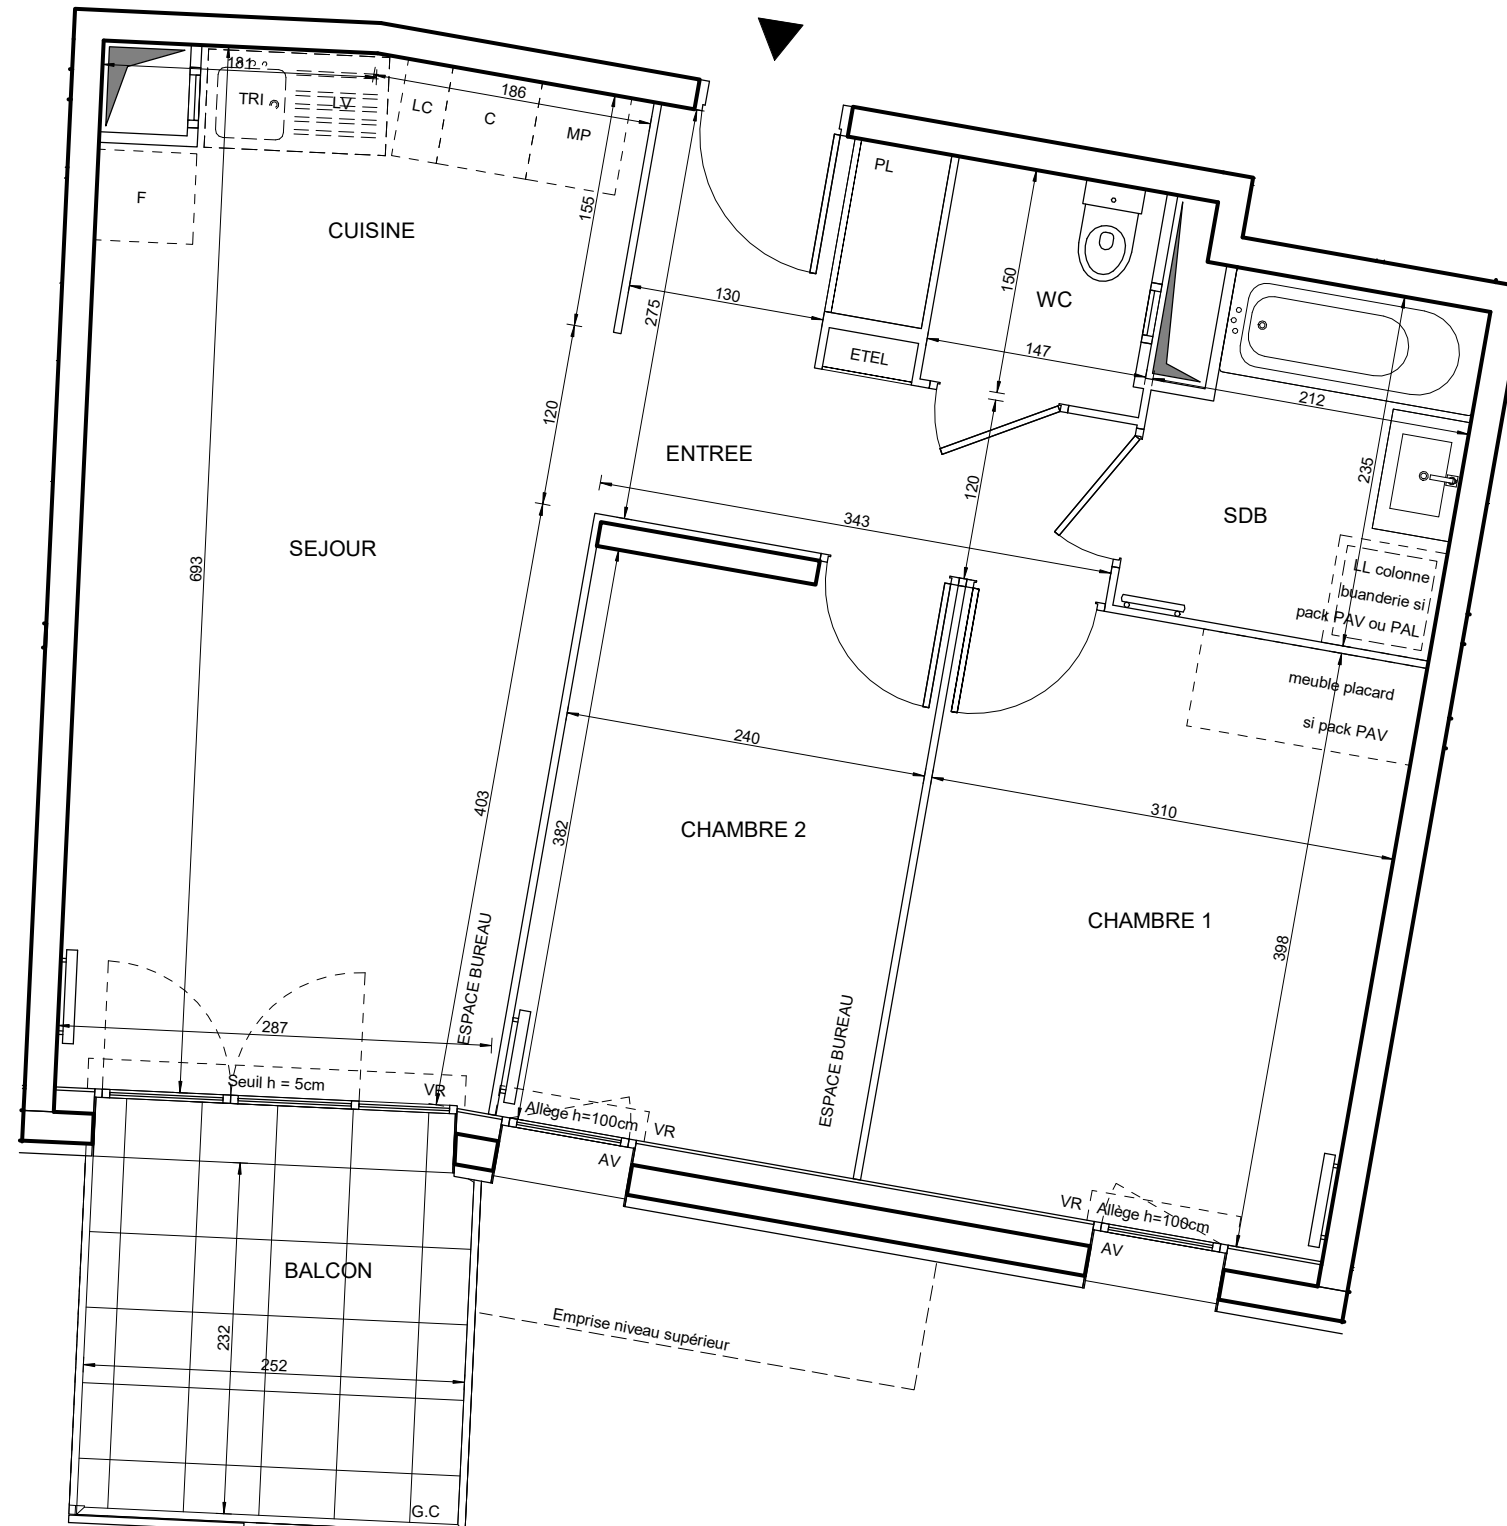 181
TRI
LV
LC
186
C
MP
F
CUISINE
155
PL
275
130
150
WC
147
ETEL
212
120
ENTREE
343
120
235
SDB
SEJOUR
693
LL colonne
buanderie si
pack PAV ou PAL
meuble placard
si pack PAV
240
310
403
382
CHAMBRE 2
CHAMBRE 1
398
ESPACE BUREAU
ESPACE BUREAU
287
Seuil h = 5cm
VR
Allège h=100cm
VR
AV
VR
Allège h=100cm
AV
BALCON
232
252
Emprise niveau supérieur
G.C